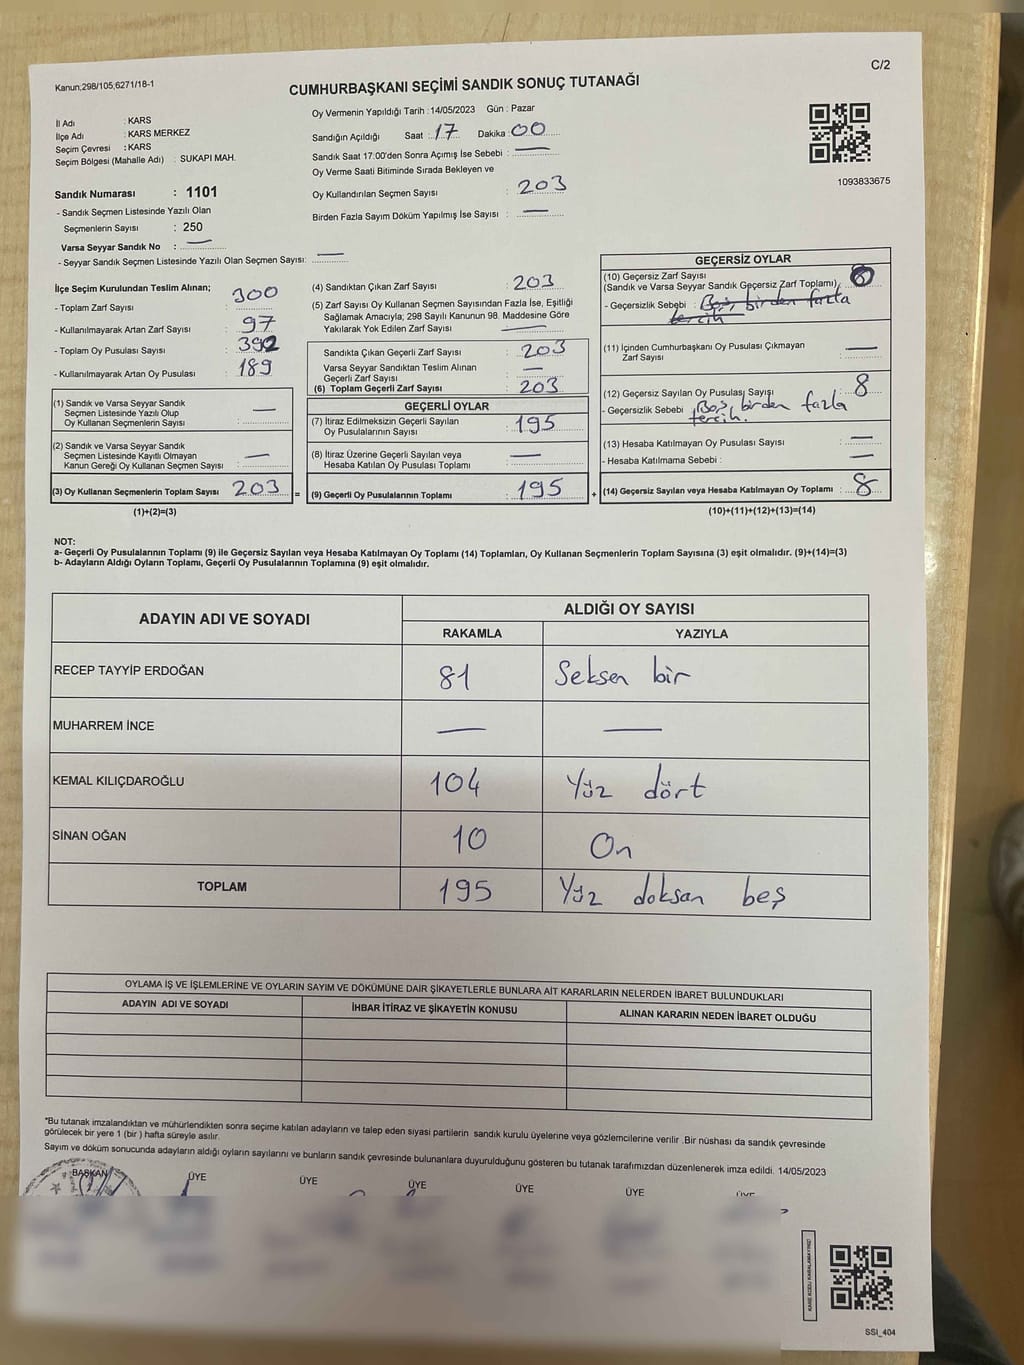 Kanun:298/105,6271/18-1
C/2
CUMHURBAŞKANI SEÇİMİ SANDIK SONUÇ TUTANAĞI
İl Adı : KARS
İlçe Adı : KARS MERKEZ
Seçim Çevresi : KARS
Seçim Bölgesi (Mahalle Adı) : SUKAPI MAH.
Sandık Numarası : 1101
- Sandık Seçmen Listesinde Yazılı Olan
Seçmenlerin Sayısı : 250
Varsa Seyyar Sandık No : —
- Seyyar Sandık Seçmen Listesinde Yazılı Olan Seçmen Sayısı: —
Oy Vermenin Yapıldığı Tarih :14/05/2023 Gün : Pazar
Sandığın Açıldığı Saat : 17 Dakika : 00
Sandık Saat 17:00'den Sonra Açımış İse Sebebi : —
Oy Verme Saati Bitiminde Sırada Bekleyen ve
Oy Kullandırılan Seçmen Sayısı : 203
Birden Fazla Sayım Döküm Yapılmış İse Sayısı : —
1093833675
İlçe Seçim Kurulundan Teslim Alınan;
- Toplam Zarf Sayısı : 300
- Kullanılmayarak Artan Zarf Sayısı : 97
- Toplam Oy Pusulası Sayısı : 392
- Kullanılmayarak Artan Oy Pusulası : 189
(1) Sandık ve Varsa Seyyar Sandık
Seçmen Listesinde Yazılı Olup
Oy Kullanan Seçmenlerin Sayısı : —
(2) Sandık ve Varsa Seyyar Sandık
Seçmen Listesinde Kayıtlı Olmayan
Kanun Gereği Oy Kullanan Seçmen Sayısı : —
(3) Oy Kullanan Seçmenlerin Toplam Sayısı 203
(1)+(2)=(3)
=
(4) Sandıktan Çıkan Zarf Sayısı : 203
(5) Zarf Sayısı Oy Kullanan Seçmen Sayısından Fazla İse, Eşitliği
Sağlamak Amacıyla; 298 Sayılı Kanunun 98. Maddesine Göre
Yakılarak Yok Edilen Zarf Sayısı : —
Sandıkta Çıkan Geçerli Zarf Sayısı : 203
Varsa Seyyar Sandıktan Teslim Alınan
Geçerli Zarf Sayısı : —
(6) Toplam Geçerli Zarf Sayısı : 203
GEÇERLİ OYLAR
(7) İtiraz Edilmeksizin Geçerli Sayılan
Oy Pusulalarının Sayısı : 195
(8) İtiraz Üzerine Geçerli Sayılan veya
Hesaba Katılan Oy Pusulası Toplamı : —
(9) Geçerli Oy Pusulalarının Toplamı : 195
+
GEÇERSİZ OYLAR
(10) Geçersiz Zarf Sayısı
(Sandık ve Varsa Seyyar Sandık Geçersiz Zarf Toplamı)
- Geçersizlik Sebebi : Boş, birden fazla
tercih
(11) İçinden Cumhurbaşkanı Oy Pusulası Çıkmayan
Zarf Sayısı : —
(12) Geçersiz Sayılan Oy Pusulası Sayısı : 8
- Geçersizlik Sebebi : Boş, birden fazla
tercih.
(13) Hesaba Katılmayan Oy Pusulası Sayısı : —
- Hesaba Katılmama Sebebi : —
(14) Geçersiz Sayılan veya Hesaba Katılmayan Oy Toplamı : 8
(10)+(11)+(12)+(13)=(14)
NOT:
a- Geçerli Oy Pusulalarının Toplamı (9) ile Geçersiz Sayılan veya Hesaba Katılmayan Oy Toplamı (14) Toplamları, Oy Kullanan Seçmenlerin Toplam Sayısına (3) eşit olmalıdır. (9)+(14)=(3)
b- Adayların Aldığı Oyların Toplamı, Geçerli Oy Pusulalarının Toplamına (9) eşit olmalıdır.
ADAYIN ADI VE SOYADI
ALDIĞI OY SAYISI
RAKAMLA YAZIYLA
RECEP TAYYİP ERDOĞAN 81 Seksen bir
MUHARREM İNCE — —
KEMAL KILIÇDAROĞLU 104 Yüz dört
SİNAN OĞAN 10 On
TOPLAM 195 Yüz doksan beş
OYLAMA İŞ VE İŞLEMLERİNE VE OYLARIN SAYIM VE DÖKÜMÜNE DAİR ŞİKAYETLERLE BUNLARA AİT KARARLARIN NELERDEN İBARET BULUNDUKLARI
ADAYIN ADI VE SOYADI İHBAR İTİRAZ VE ŞİKAYETİN KONUSU ALINAN KARARIN NEDEN İBARET OLDUĞU
*Bu tutanak imzalandıktan ve mühürlendikten sonra seçime katılan adayların ve talep eden siyasi partilerin sandık kurulu üyelerine veya gözlemcilerine verilir .Bir nüshası da sandık çevresinde
görülecek bir yere 1 (bir ) hafta süreyle asılır.
Sayım ve döküm sonucunda adayların aldığı oyların sayılarını ve bunların sandık çevresinde bulunanlara duyurulduğunu gösteren bu tutanak tarafımızdan düzenlenerek imza edildi. 14/05/2023
BAŞKAN ÜYE ÜYE ÜYE ÜYE ÜYE ÜYE
KARE KODU KARALAMAYINIZ!
SSI_404